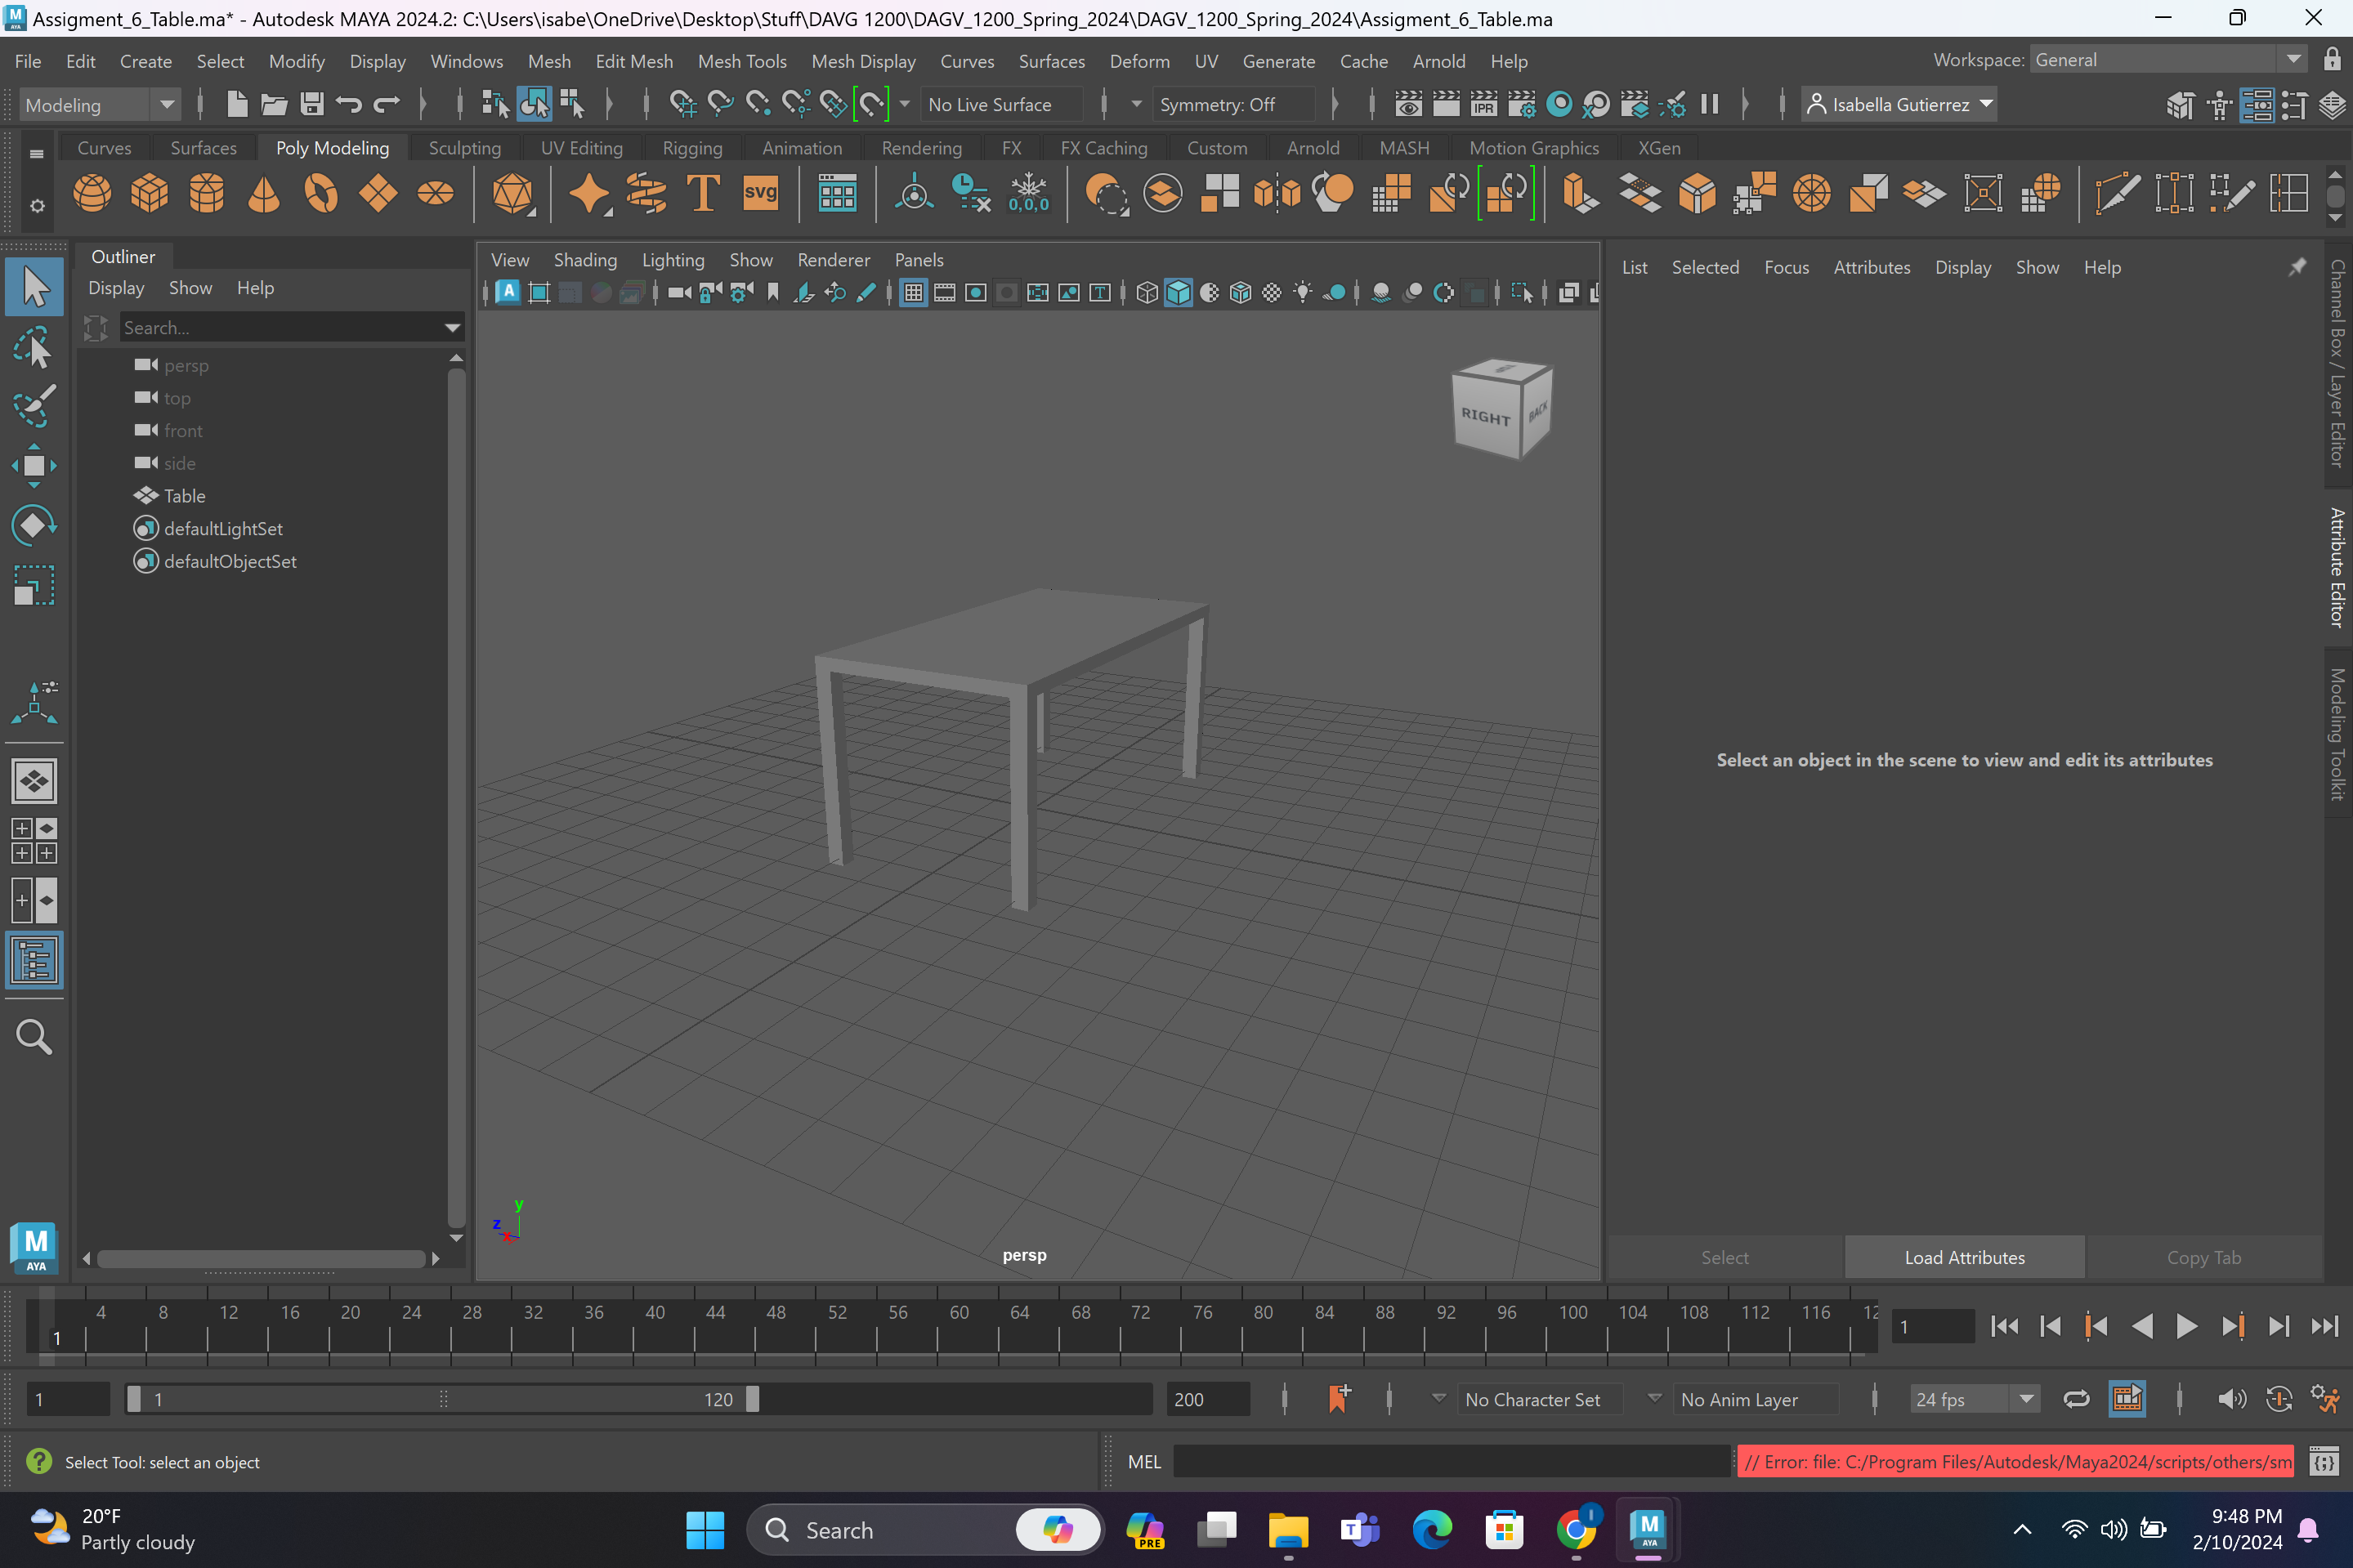 Assigment_6_Table.ma* - Autodesk MAYA 2024.2: C:\Users\isabe\OneDrive\Desktop\Stuff\DAVG 1200\DAGV_1200_Spring_2024\DAGV_1200_Spring_2024\Assigment_6_Table.ma
File Edit Create Select Modify Display Windows Mesh Edit Mesh Mesh Tools Mesh Display Curves Surfaces Deform UV Generate Cache Arnold Help Workspace: General
Modeling No Live Surface Symmetry: Off IPR Isabella Gutierrez
Curves Surfaces Poly Modeling Sculpting UV Editing Rigging Animation Rendering FX FX Caching Custom Arnold MASH Motion Graphics XGen
T svg 0,0,0
Outliner
Display Show Help
Search...
persp
top
front
side
Table
defaultLightSet
defaultObjectSet
View Shading Lighting Show Renderer Panels
RIGHT BACK
y
z
x
persp
List Selected Focus Attributes Display Show Help
Select an object in the scene to view and edit its attributes
Select Load Attributes Copy Tab
Channel Box / Layer Editor
Attribute Editor
Modeling Toolkit
M
AYA
4 8 12 16 20 24 28 32 36 40 44 48 52 56 60 64 68 72 76 80 84 88 92 96 100 104 108 112 116 12
1 1
1 1 120 200 No Character Set No Anim Layer 24 fps
Select Tool: select an object MEL // Error: file: C:/Program Files/Autodesk/Maya2024/scripts/others/sm
20°F
Partly cloudy
Search
PRE
M
AYA
9:48 PM
2/10/2024